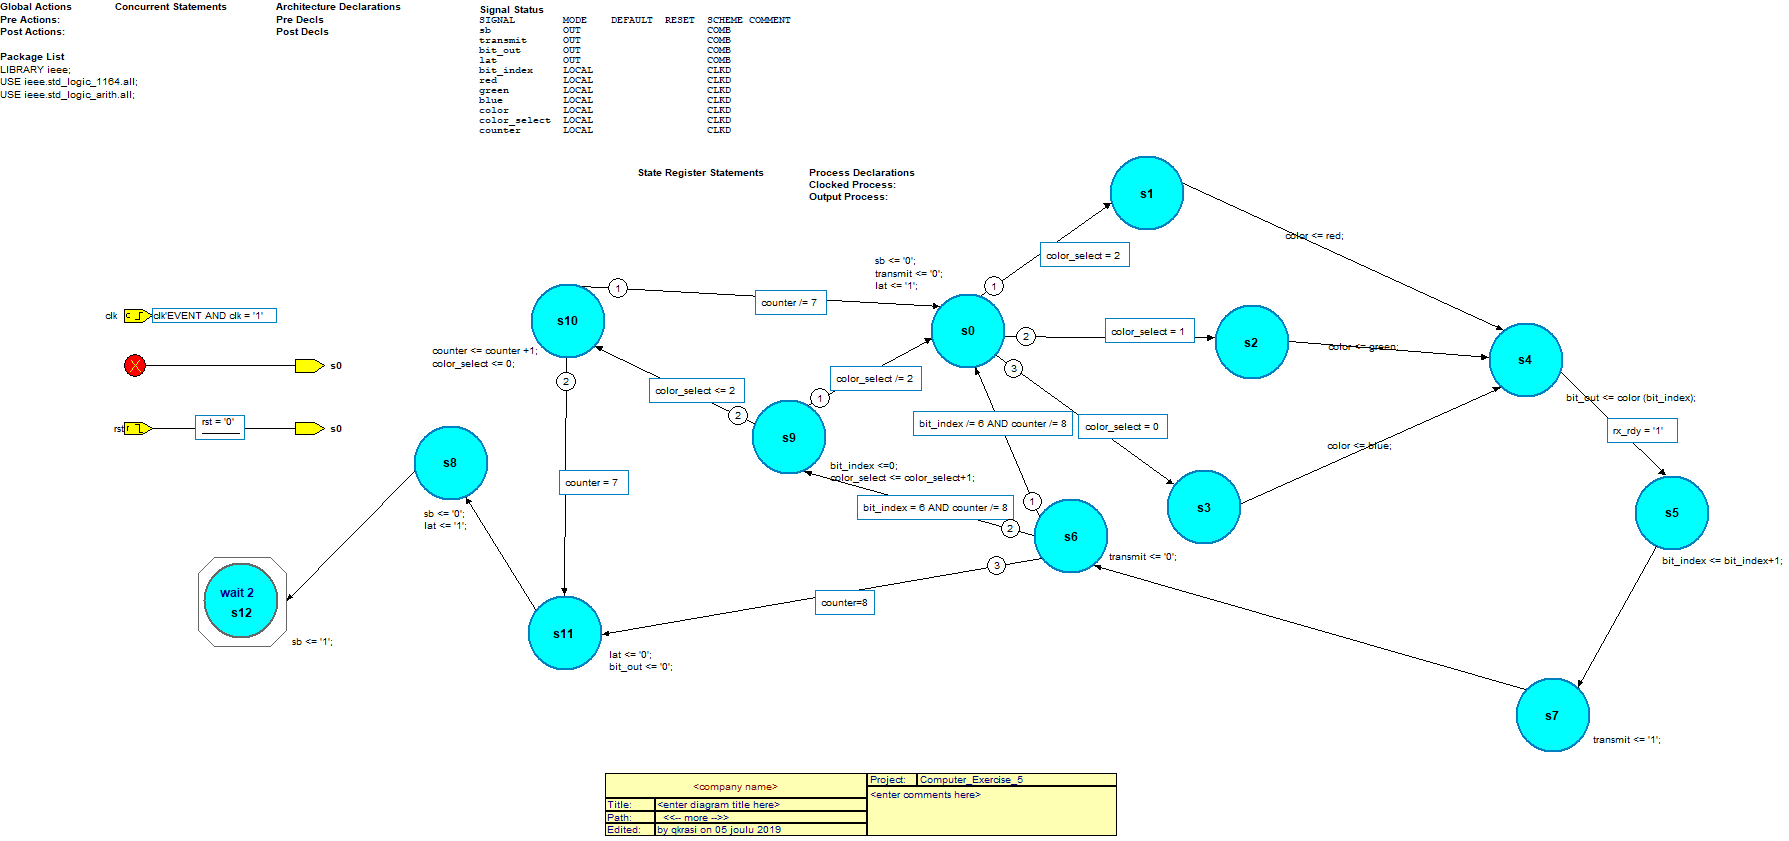 Global Actions
Pre Actions:
Post Actions:
Concurrent Statements
Architecture Declarations
Pre Decls
Post Decls
Package List
LIBRARY ieee;
USE ieee.std_logic_1164.all;
USE ieee.std_logic_arith.all;
Signal Status
SIGNAL MODE DEFAULT RESET SCHEME COMMENT
sb OUT COMB
transmit OUT COMB
bit_out OUT COMB
lat OUT COMB
bit_index LOCAL CLKD
red LOCAL CLKD
green LOCAL CLKD
blue LOCAL CLKD
color LOCAL CLKD
color_select LOCAL CLKD
counter LOCAL CLKD
State Register Statements
Process Declarations
Clocked Process:
Output Process:
clk
c
clk'EVENT AND clk = '1'
s0
rst
r
rst = '0'
s0
s1
color_select = 2
color <= red;
sb <= '0';
transmit <= '0';
lat <= '1';
1
s0
2
color_select = 1
s2
color <= green;
s4
3
color_select = 0
s3
color <= blue;
bit_out <= color (bit_index);
rx_rdy = '1'
s5
bit_index <= bit_index+1;
s10
1
counter /= 7
counter <= counter +1;
color_select <= 0;
2
color_select <= 2
2
1
color_select /= 2
s9
bit_index <=0;
color_select <= color_select+1;
bit_index /= 6 AND counter /= 8
bit_index = 6 AND counter /= 8
1
2
3
s6
transmit <= '0';
counter = 7
counter=8
s8
sb <= '0';
lat <= '1';
wait 2
s12
sb <= '1';
s11
lat <= '0';
bit_out <= '0';
s7
transmit <= '1';
<company name>
Title: <enter diagram title here>
Path: <<-- more -->>
Edited: by qkrasi on 05 joulu 2019
Project: Computer_Exercise_5
<enter comments here>